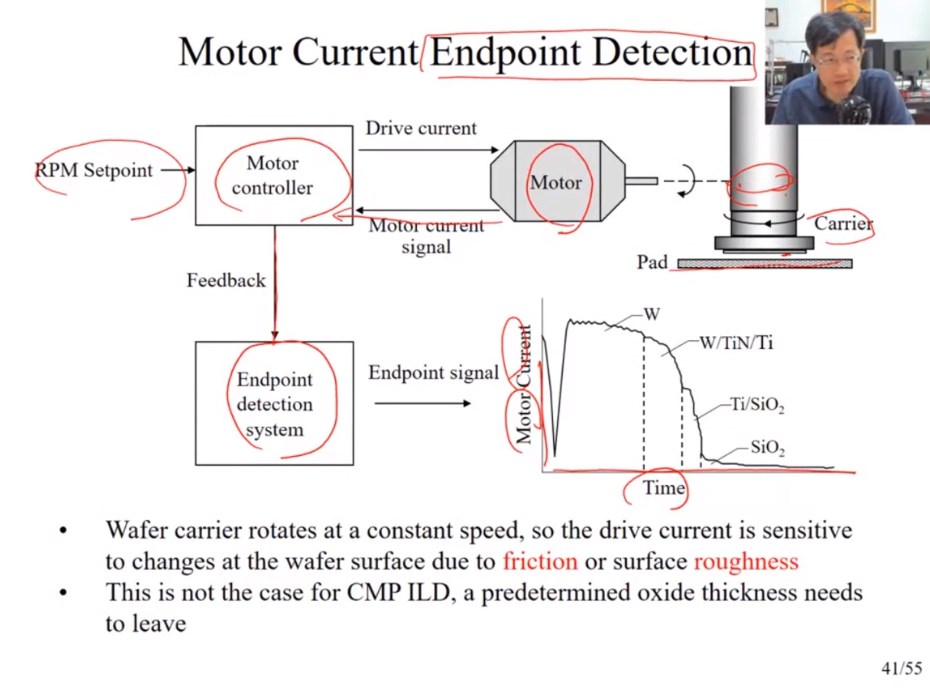 Motor Current Endpoint Detection
Drive current
RPM Setpoint
Motor
controller
Motor
Motor current
signal
Carrier
Pad
Feedback
Endpoint
detection
system
Endpoint signal
Motor Current
W
W/TiN/Ti
Ti/SiO₂
SiO₂
Time
• Wafer carrier rotates at a constant speed, so the drive current is sensitive
to changes at the wafer surface due to friction or surface roughness
• This is not the case for CMP ILD, a predetermined oxide thickness needs
to leave
41/55